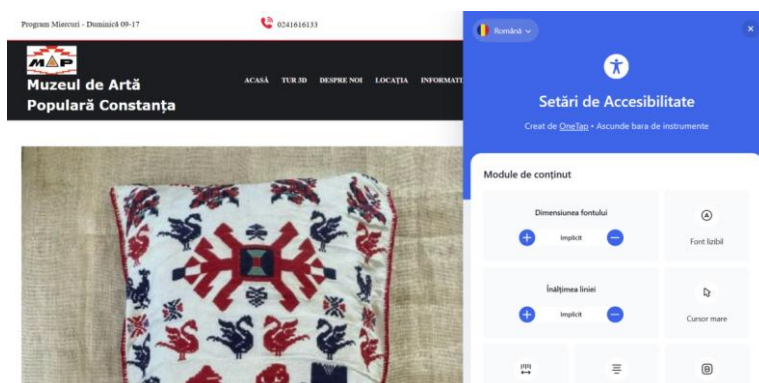 Program Miercuri - Duminică 09-17
0241616133
MAP
Muzeul de Artă
Populară Constanța
ACASĂ TUR 3D DESPRE NOI LOCAȚIA INFORMATI
Română
Setări de Accesibilitate
Creat de OneTap • Ascunde bara de instrumente
Module de conținut
Dimensiunea fontului
Implicit
Font lizibil
Înălțimea liniei
Implicit
Cursor mare